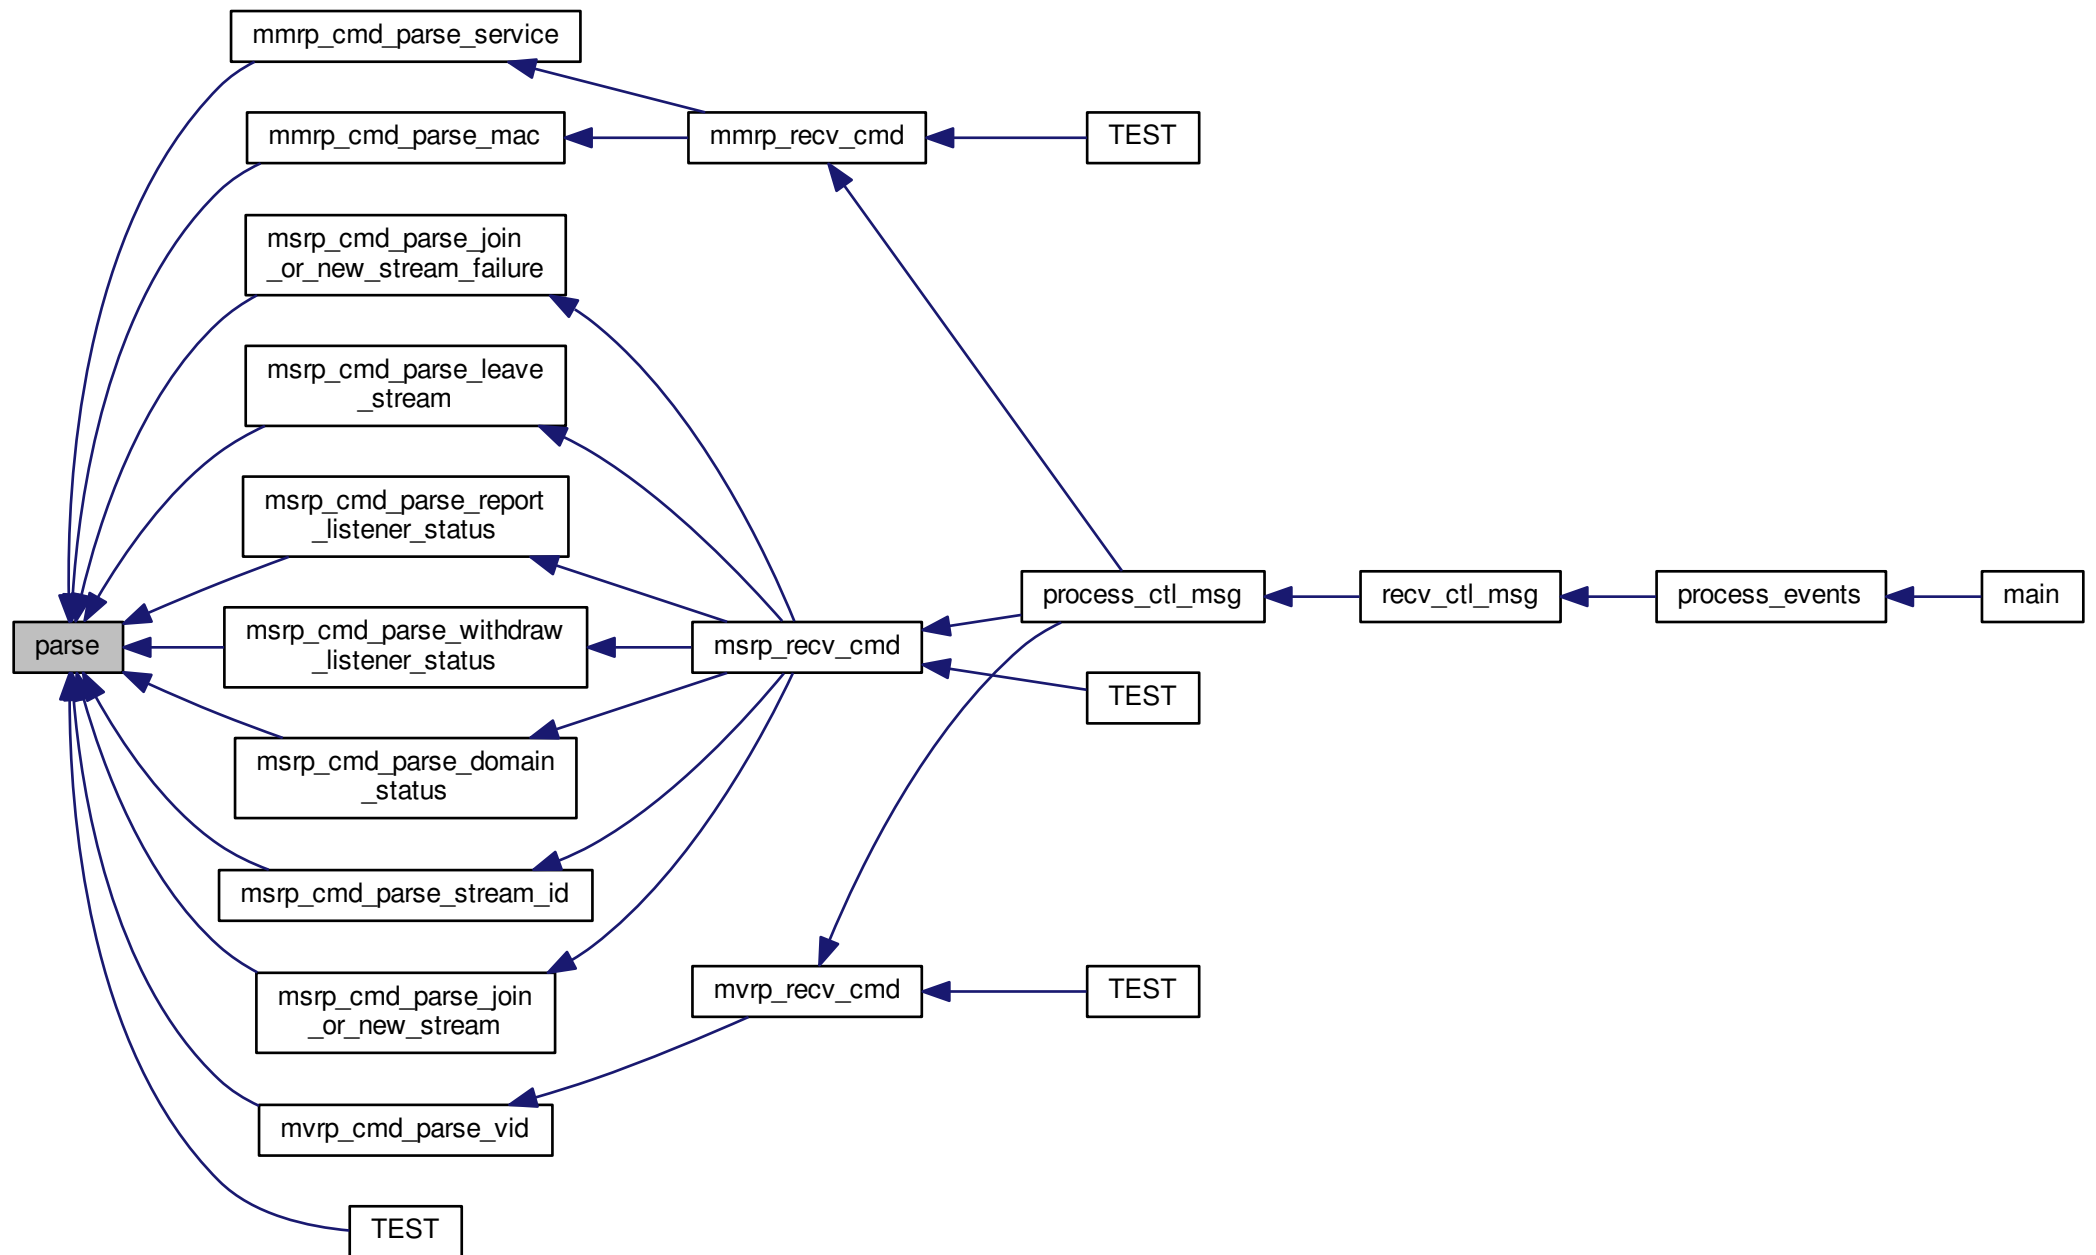 mmrp_cmd_parse_service
mmrp_cmd_parse_mac
mmrp_recv_cmd
TEST
msrp_cmd_parse_join
_or_new_stream_failure
msrp_cmd_parse_leave
_stream
msrp_cmd_parse_report
_listener_status
process_ctl_msg
recv_ctl_msg
process_events
main
parse
msrp_cmd_parse_withdraw
_listener_status
msrp_recv_cmd
TEST
msrp_cmd_parse_domain
_status
msrp_cmd_parse_stream_id
msrp_cmd_parse_join
_or_new_stream
mvrp_recv_cmd
TEST
mvrp_cmd_parse_vid
TEST